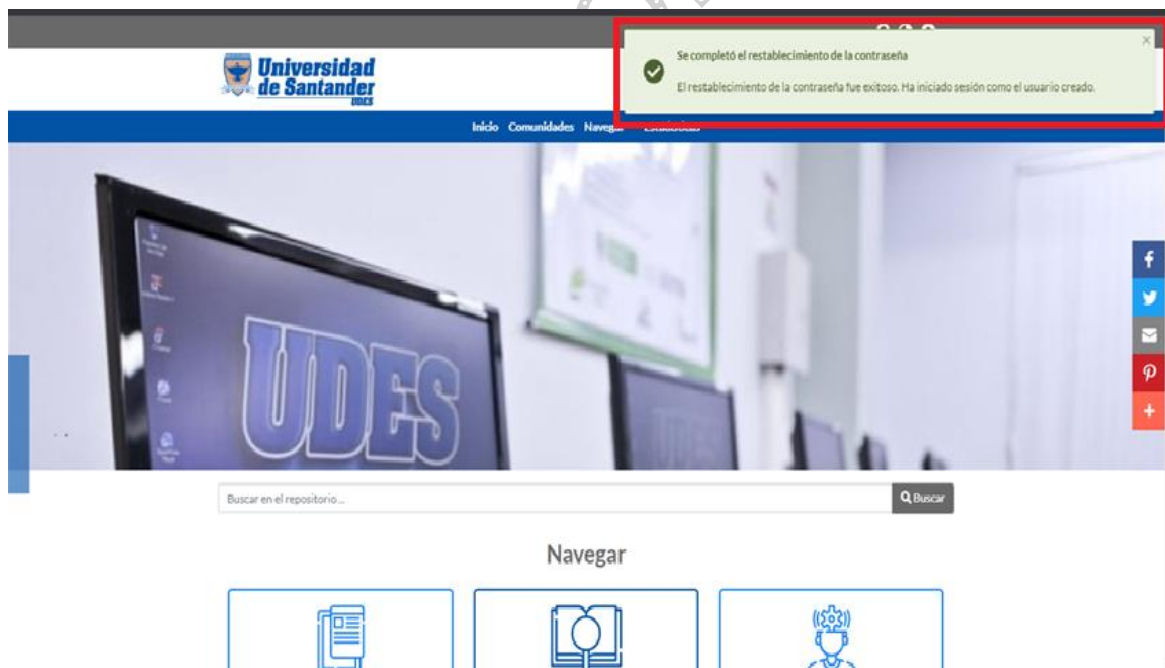 Se completó el restablecimiento de la contraseña
El restablecimiento de la contraseña fue exitoso. Ha iniciado sesión como el usuario creado.
Universidad
de Santander
UDES
Inicio Comunidades Navegar
UDES
Buscar en el repositorio...
Buscar
Navegar